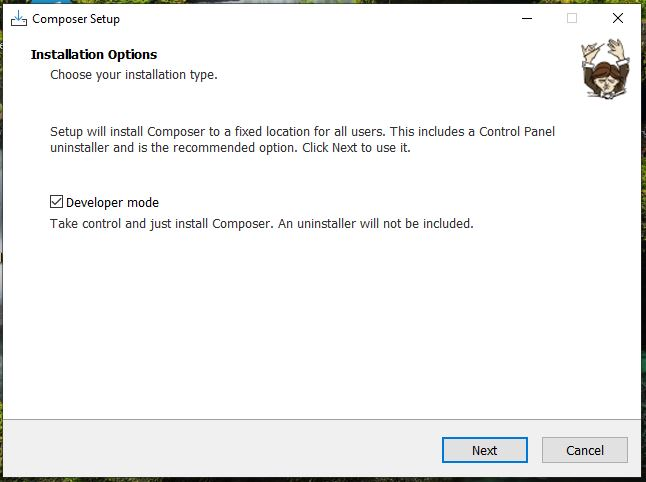 Composer Setup
Installation Options
Choose your installation type.
Setup will install Composer to a fixed location for all users. This includes a Control Panel
uninstaller and is the recommended option. Click Next to use it.
Developer mode
Take control and just install Composer. An uninstaller will not be included.
Next
Cancel